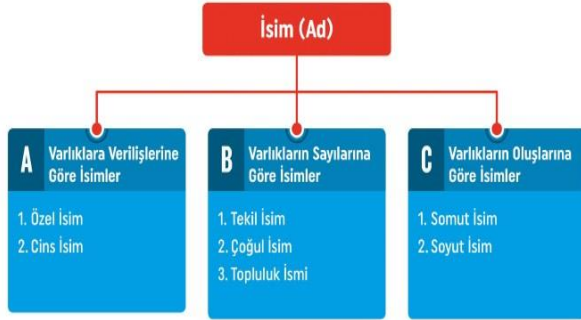 İsim (Ad)
A
Varlıklara Verilişlerine
Göre İsimler
1. Özel İsim
2. Cins İsim
B
Varlıkların Sayılarına
Göre İsimler
1. Tekil İsim
2. Çoğul İsim
3. Topluluk İsmi
C
Varlıkların Oluşlarına
Göre İsimler
1. Somut İsim
2. Soyut İsim